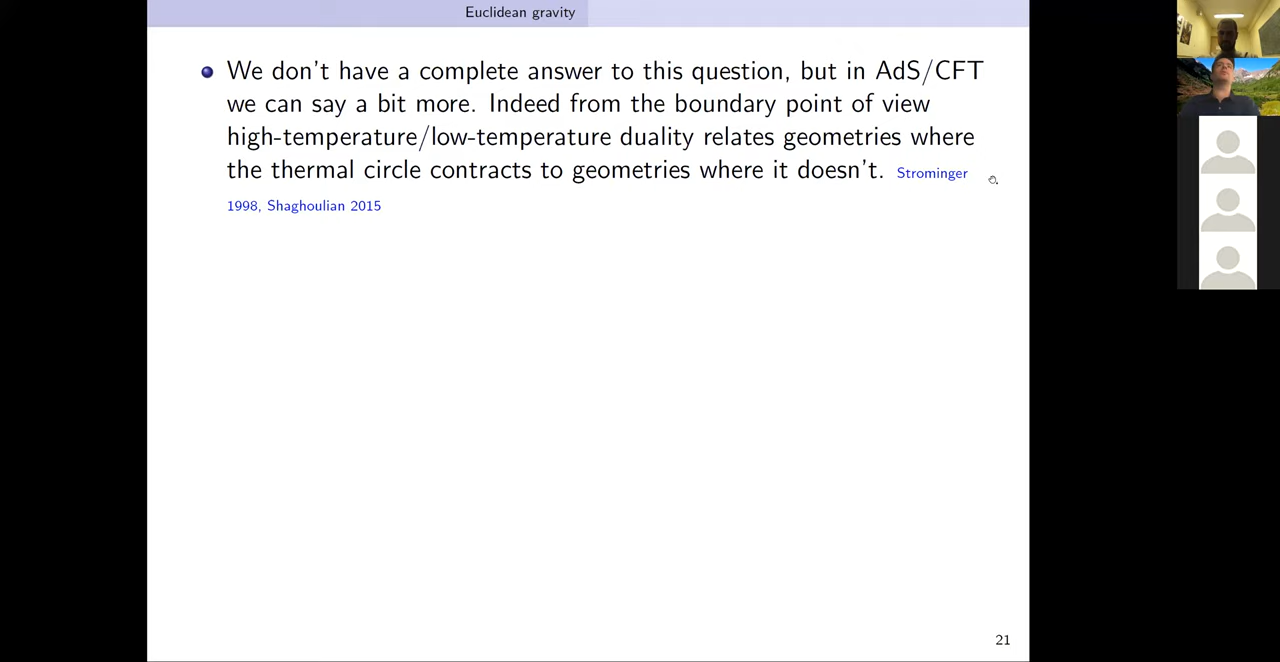 Euclidean gravity
We don't have a complete answer to this question, but in AdS/CFT
we can say a bit more. Indeed from the boundary point of view
high-temperature/low-temperature duality relates geometries where
the thermal circle contracts to geometries where it doesn't. Strominger
1998, Shaghoulian 2015
21